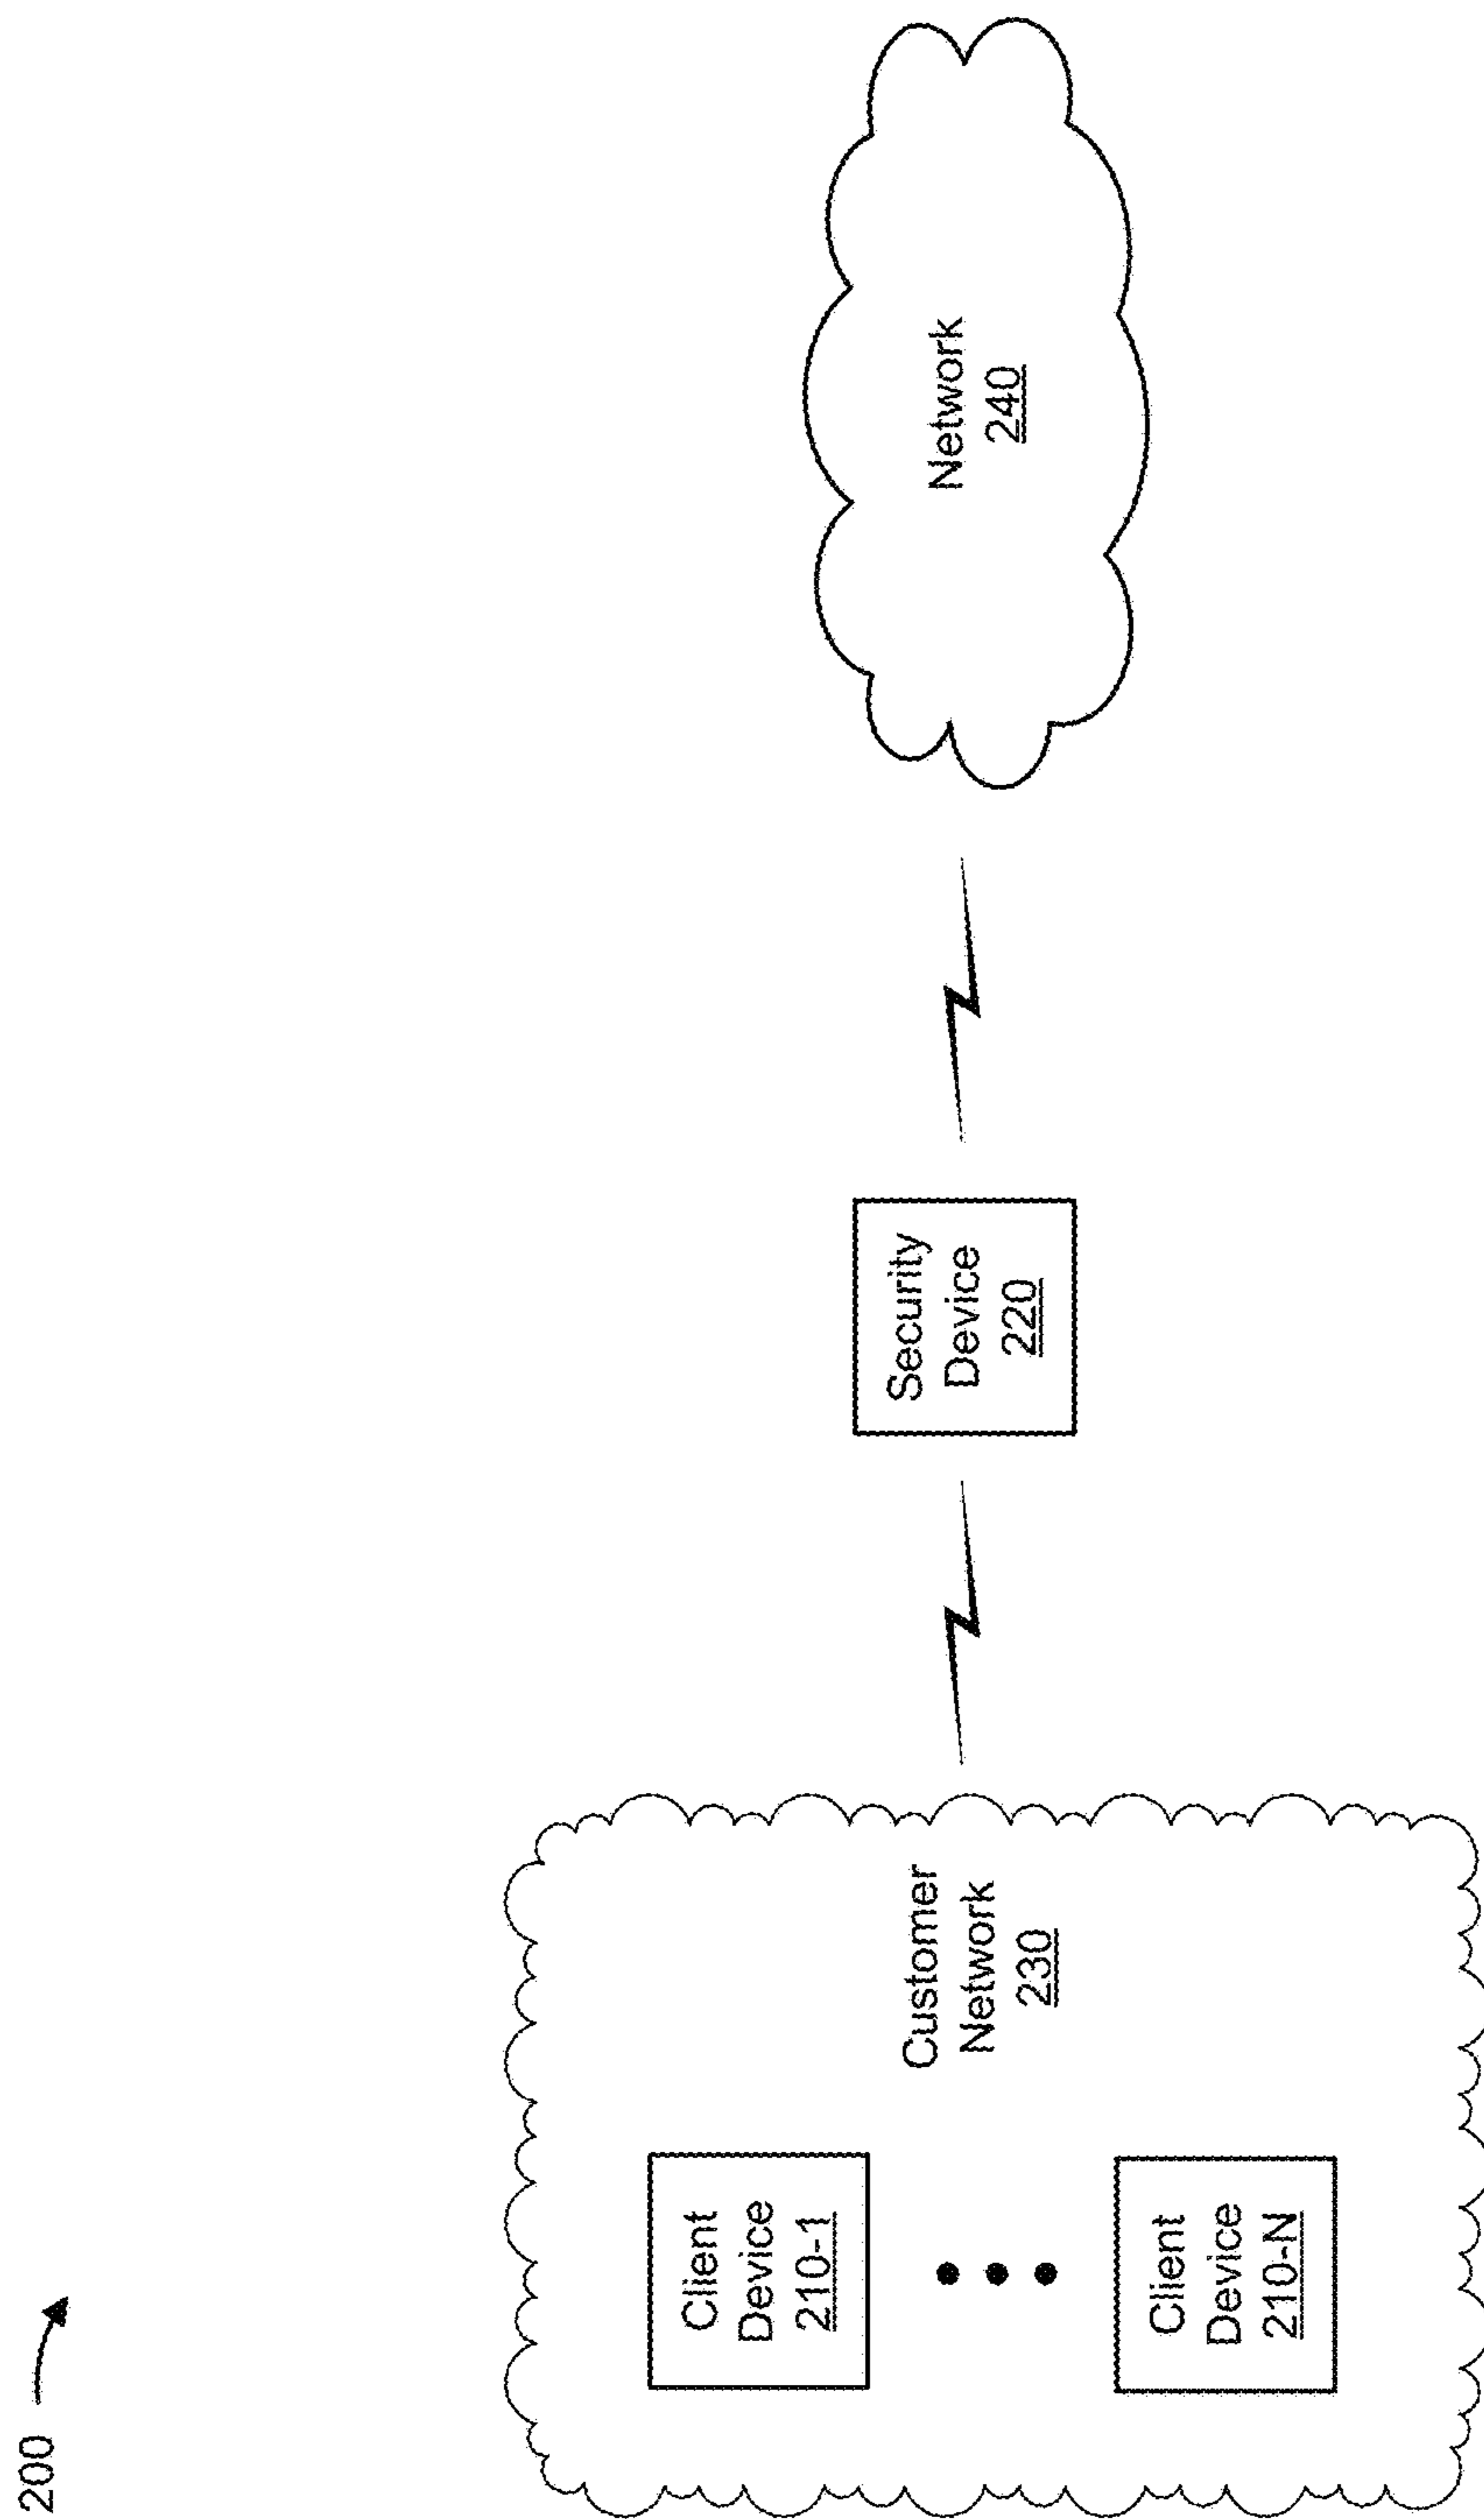 200
Client
Device
210-1
Client
Device
210-N
Customer
Network
230
Security
Device
220
Network
240